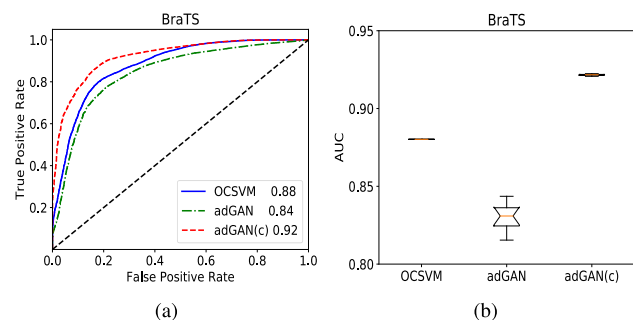 BraTS
1.0
0.8
0.6
0.4
0.2
0.0 0.2 0.4 0.6 0.8 1.0
True Positive Rate
False Positive Rate
OCSVM 0.88
adGAN 0.84
adGAN(c) 0.92
(a)
BraTS
0.95
0.90
0.85
0.80
AUC
OCSVM adGAN adGAN(c)
(b)